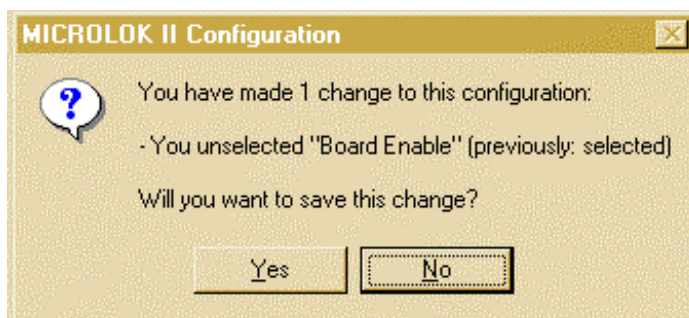 MICROLOK II Configuration
You have made 1 change to this configuration:
- You unselected "Board Enable" (previously: selected)
Will you want to save this change?
Yes No